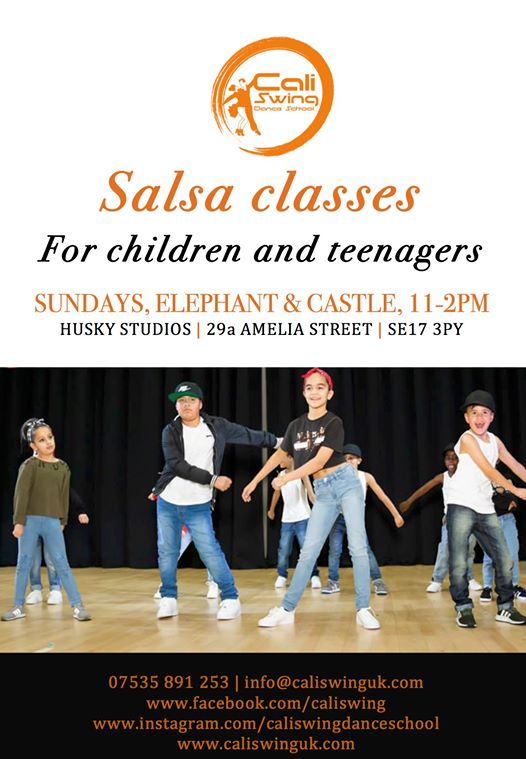 Cali
Swing
Dance School
Salsa classes
For children and teenagers
SUNDAYS, ELEPHANT & CASTLE, 11-2PM
HUSKY STUDIOS | 29a AMELIA STREET | SE17 3PY
07535 891 253 | info@caliswinguk.com
www.facebook.com/caliswing
www.instagram.com/caliswingdanceschool
www.caliswinguk.com